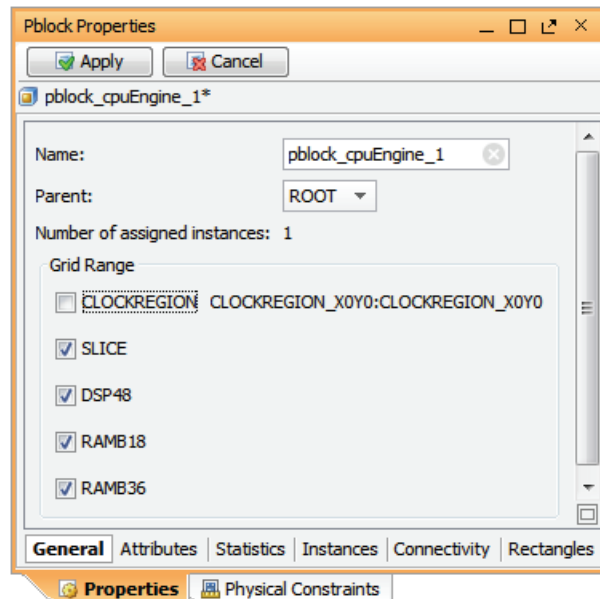 Pblock Properties
Apply Cancel
pblock_cpuEngine_1*
Name: pblock_cpuEngine_1
Parent: ROOT
Number of assigned instances: 1
Grid Range
CLOCKREGION CLOCKREGION_X0Y0:CLOCKREGION_X0Y0
SLICE
DSP48
RAMB18
RAMB36
General Attributes Statistics Instances Connectivity Rectangles
Properties Physical Constraints